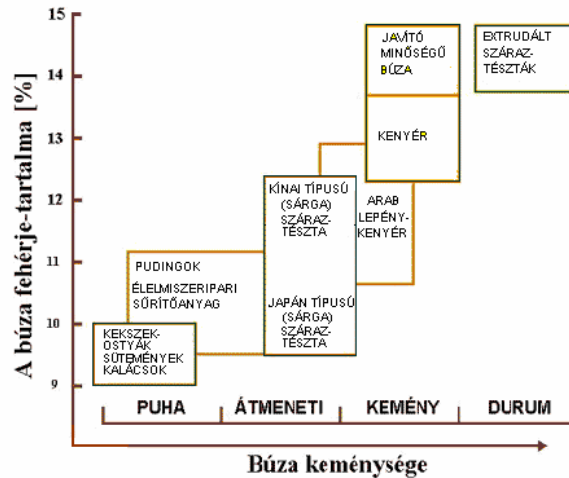 A búza fehérje-tartalma [%]
15
14
13
12
11
10
9
JAVÍTÓ
MINŐSÉGŰ
BÚZA
EXTRUDÁLT
SZÁRAZ-
TÉSZTÁK
KENYÉR
KÍNAI TÍPUSÚ
(SÁRGA)
SZÁRAZ-
TÉSZTA
ARAB
LEPÉNY-
KENYÉR
PUDINGOK
ÉLELMISZERIPARI
SŰRÍTŐANYAG
JAPÁN TÍPUSÚ
(SÁRGA)
SZÁRAZ-
TÉSZTA
KEKSZEK-
OSTYÁK
SÜTEMÉNYEK
KALÁCSOK
PUHA
ÁTMENETI
KEMÉNY
DURUM
Búza keménysége